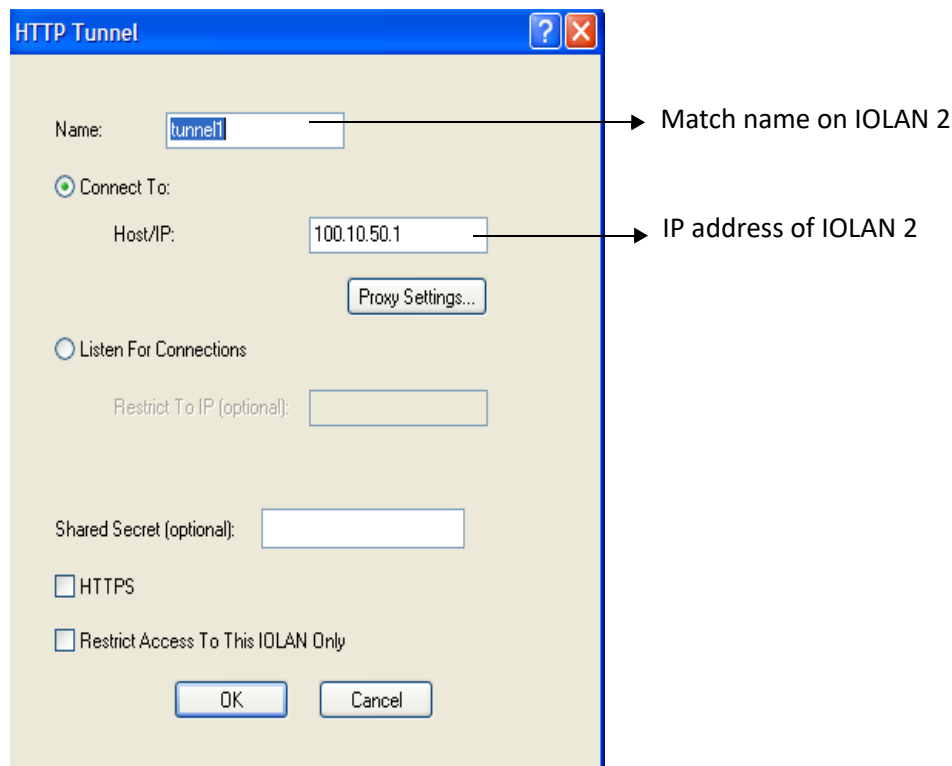 HTTP Tunnel
Name: tunnel1 Match name on IOLAN 2
Connect To:
Host/IP: 100.10.50.1 IP address of IOLAN 2
Proxy Settings...
Listen For Connections
Restrict To IP (optional):
Shared Secret (optional):
HTTPS
Restrict Access To This IOLAN Only
OK Cancel